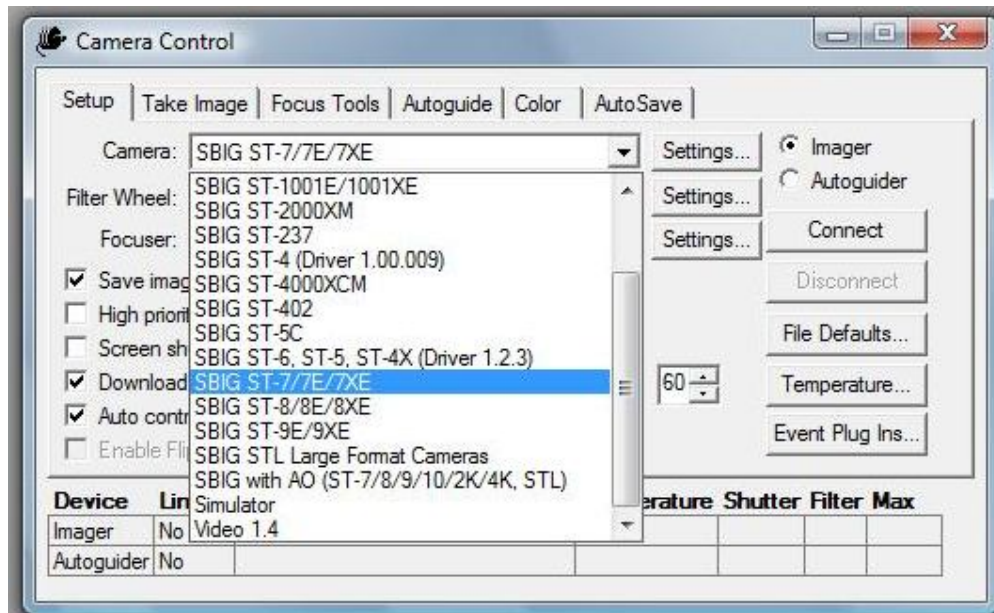 Camera Control
Setup Take Image Focus Tools Autoguide Color AutoSave
Camera: SBIG ST-7/7E/7XE Settings... Imager
Autoguider
Filter Wheel: Settings...
Focuser: Settings... Connect
Disconnect
File Defaults...
Temperature...
Event Plug Ins...
SBIG ST-1001E/1001XE
SBIG ST-2000XM
SBIG ST-237
SBIG ST-4 (Driver 1.00.009)
SBIG ST-4000XCM
SBIG ST-402
SBIG ST-5C
SBIG ST-6, ST-5, ST-4X (Driver 1.2.3)
SBIG ST-7/7E/7XE
SBIG ST-8/8E/8XE
SBIG ST-9E/9XE
SBIG STL Large Format Cameras
SBIG with AO (ST-7/8/9/10/2K/4K, STL)
Simulator
Video 1.4
Save imag
High priorit
Screen sh
Download 60
Auto contr
Enable Fli
Device Lin erature Shutter Filter Max
Imager No
Autoguider No